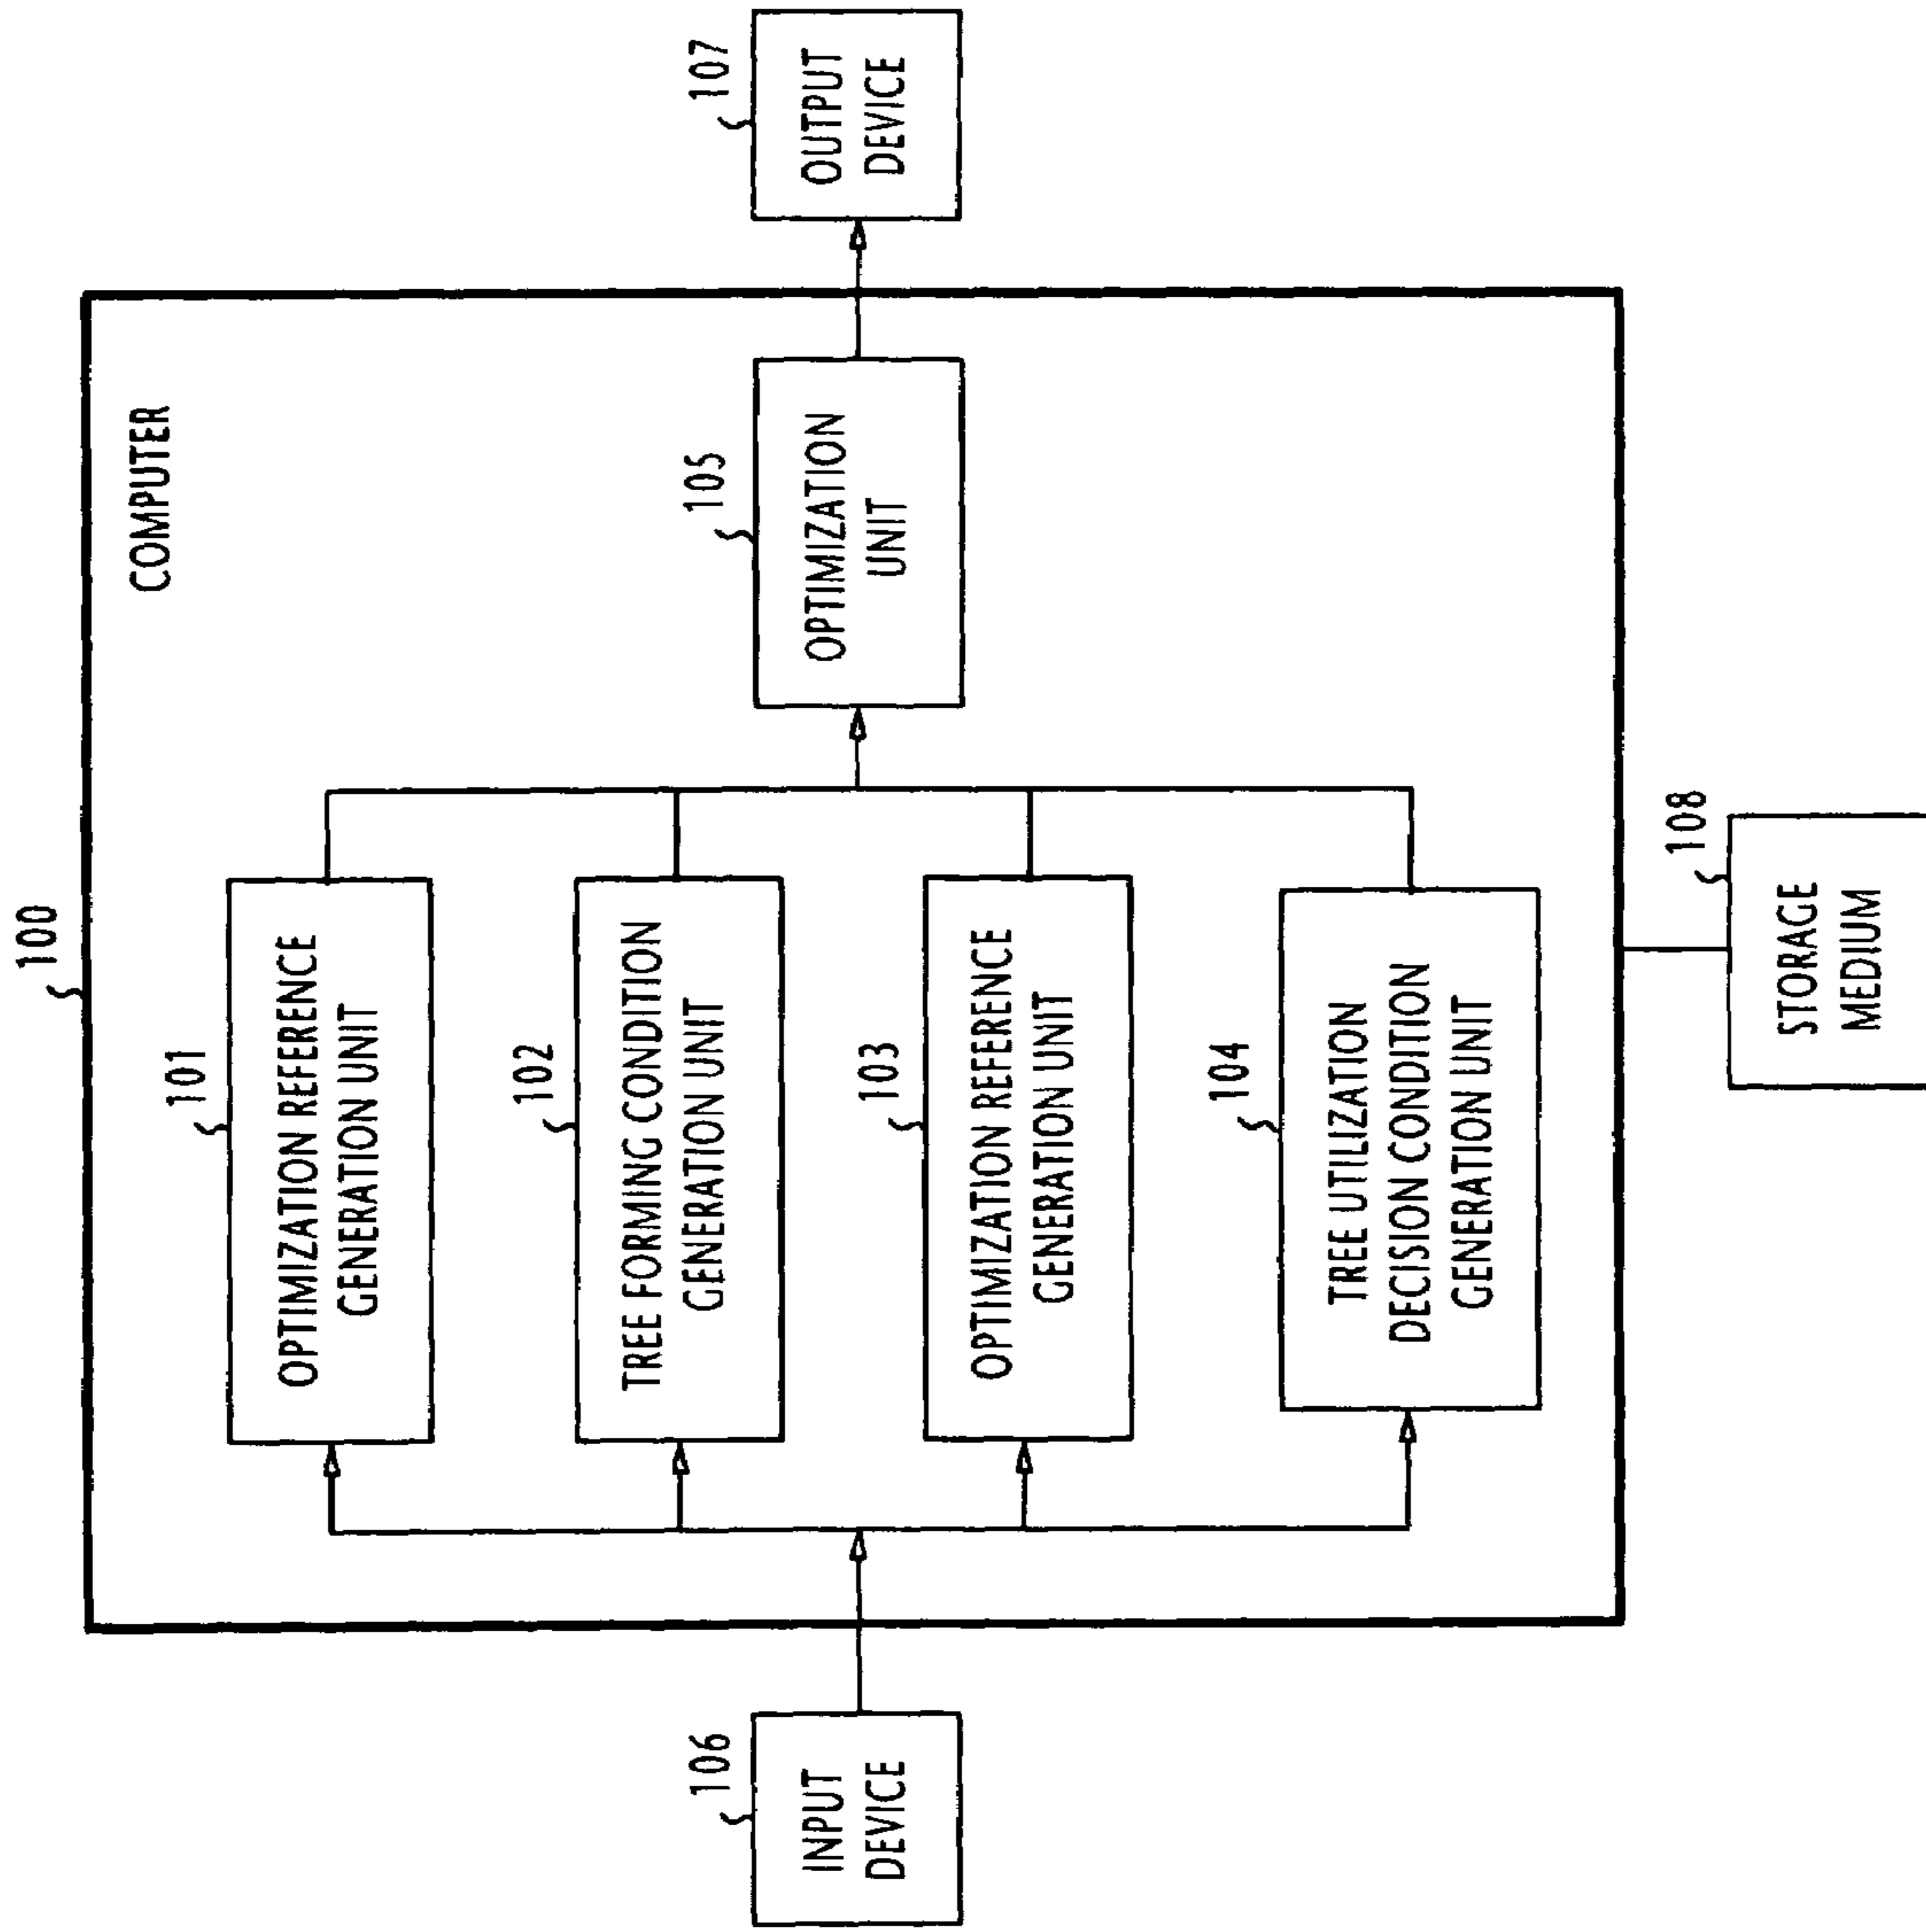 100
COMPUTER
101
OPTIMIZATION REFERENCE
GENERATION UNIT
102
TREE FORMING CONDITION
GENERATION UNIT
106
INPUT
DEVICE
103
OPTIMIZATION REFERENCE
GENERATION UNIT
105
OPTIMIZATION
UNIT
107
OUTPUT
DEVICE
104
TREE UTILIZATION
DECISION CONDITION
GENERATION UNIT
108
STORAGE
MEDIUM